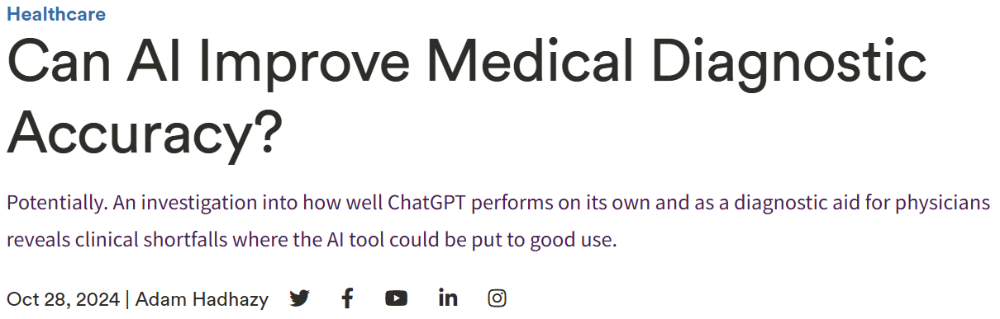 Healthcare
Can AI Improve Medical Diagnostic
Accuracy?
Potentially. An investigation into how well ChatGPT performs on its own and as a diagnostic aid for physicians
reveals clinical shortfalls where the AI tool could be put to good use.
Oct 28, 2024 | Adam Hadhazy